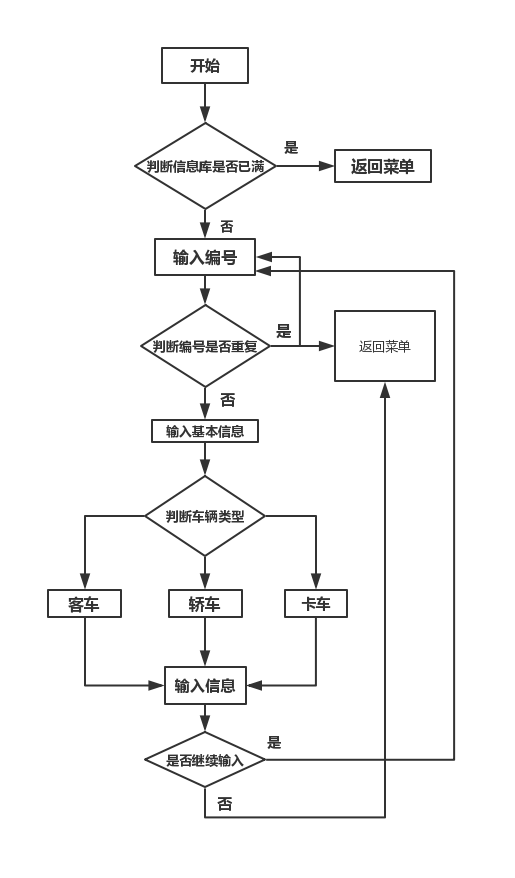 开始
判断信息库是否已满
是
返回菜单
否
输入编号
判断编号是否重复
是
返回菜单
否
输入基本信息
判断车辆类型
客车
轿车
卡车
输入信息
是否继续输入
是
否